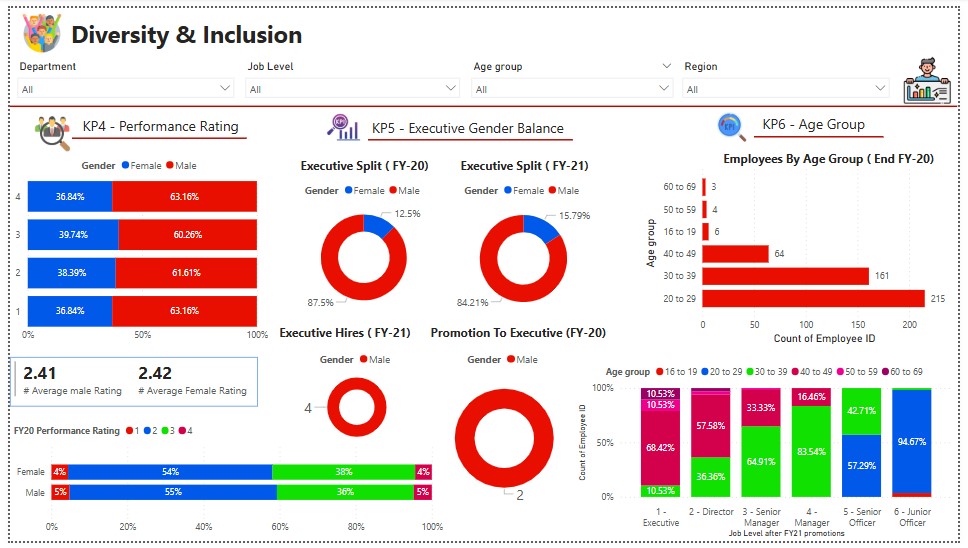 Diversity & Inclusion
Department
Job Level
Age group
Region
All
All
All
All
KP4 - Performance Rating
Gender Female Male
4
36.84%
63.16%
3
39.74%
60.26%
2
38.39%
61.61%
1
36.84%
63.16%
0%
50%
100%
2.41
# Average male Rating
2.42
# Average Female Rating
FY20 Performance Rating 1 2 3 4
Female
4%
54%
38%
4%
Male
5%
55%
36%
5%
0%
20%
40%
60%
80%
100%
KPI
KP5 - Executive Gender Balance
Executive Split ( FY-20)
Gender Female Male
12.5%
87.5%
Executive Split ( FY-21)
Gender Female Male
15.79%
84.21%
Executive Hires ( FY-21)
Gender Male
4
Promotion To Executive (FY-20)
Gender Male
2
KPI
KP6 - Age Group
Employees By Age Group ( End FY-20)
Age group
60 to 69
3
50 to 59
4
16 to 19
6
40 to 49
64
30 to 39
161
20 to 29
215
0
50
100
150
200
Count of Employee ID
Age group 16 to 19 20 to 29 30 to 39 40 to 49 50 to 59 60 to 69
Count of Employee ID
100%
50%
0%
10.53%
10.53%
68.42%
10.53%
57.58%
36.36%
33.33%
64.91%
16.46%
83.54%
42.71%
57.29%
94.67%
1 - Executive
2 - Director
3 - Senior Manager
4 - Manager
5 - Senior Officer
6 - Junior Officer
Job Level after FY21 promotions